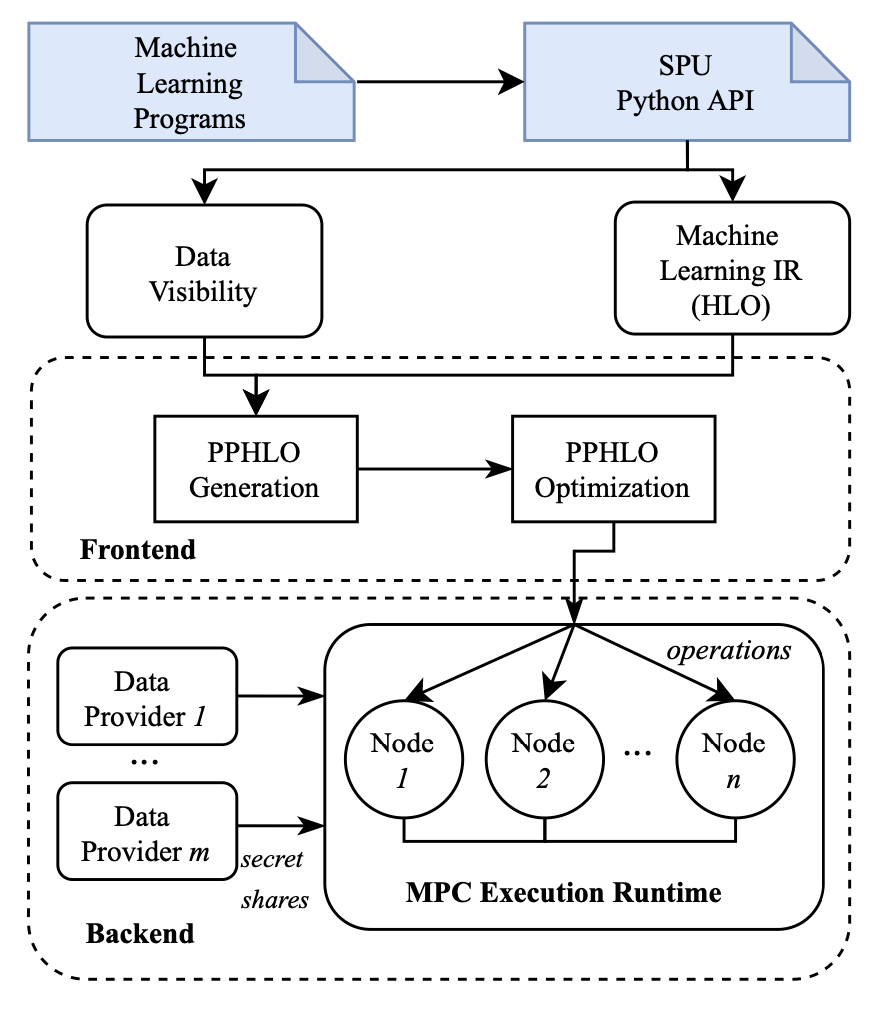 Machine
Learning
Programs
SPU
Python API
Data
Visibility
Machine
Learning IR
(HLO)
PPHLO
Generation
PPHLO
Optimization
Frontend
operations
Data
Provider 1
...
Data
Provider m
secret
shares
Node
1
Node
2
...
Node
n
MPC Execution Runtime
Backend